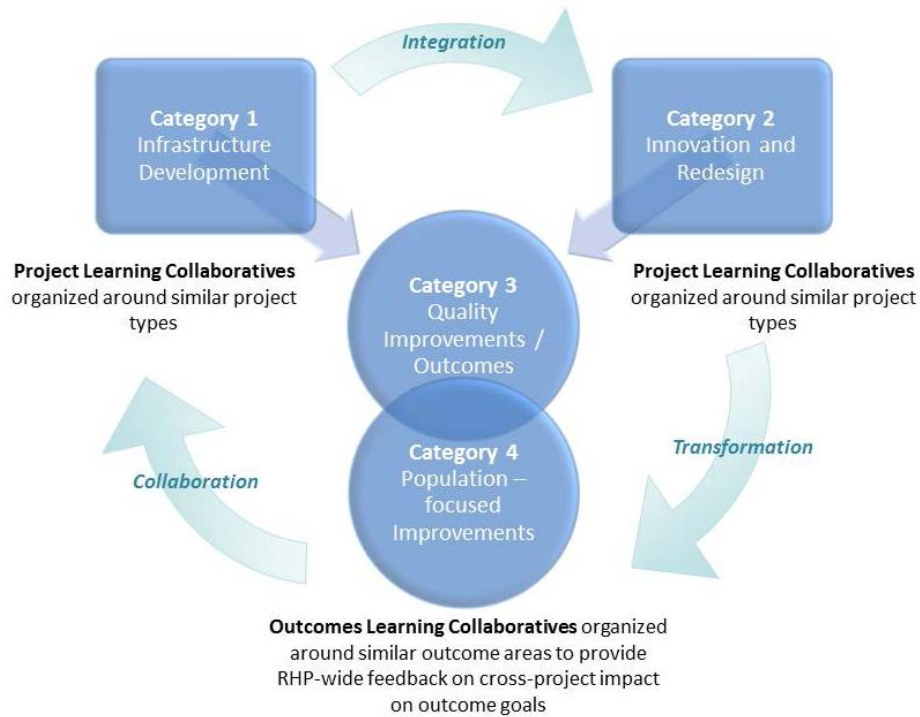 Integration
Category 1
Infrastructure
Development
Category 2
Innovation and
Redesign
Project Learning Collaboratives
organized around similar project
types
Category 3
Quality
Improvements /
Outcomes
Project Learning Collaboratives
organized around similar project
types
Category 4
Population –
focused
Improvements
Transformation
Collaboration
Outcomes Learning Collaboratives organized
around similar outcome areas to provide
RHP-wide feedback on cross-project impact
on outcome goals